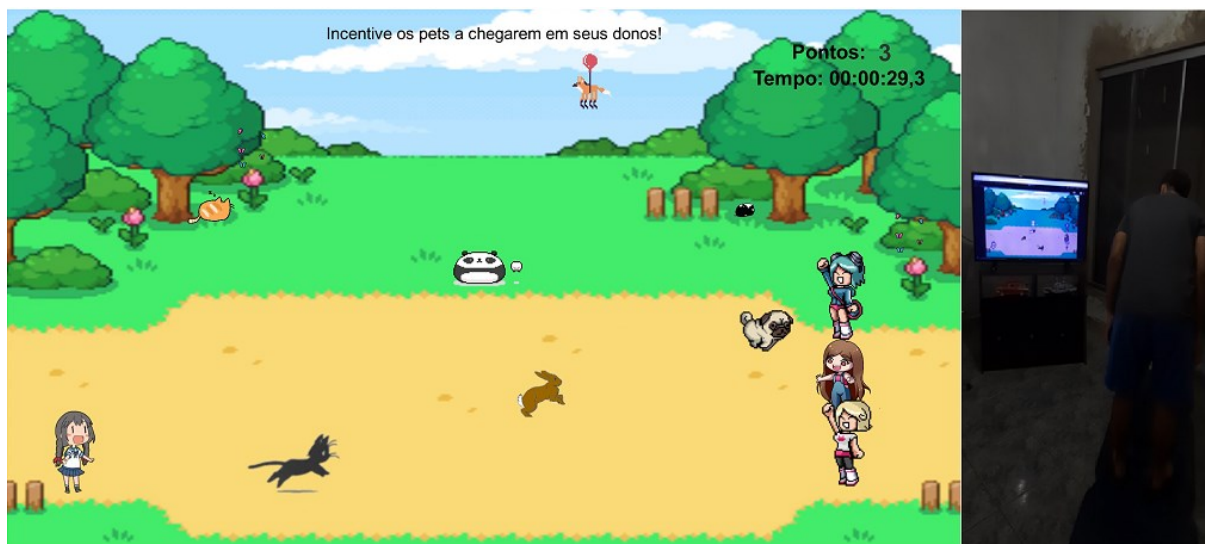 Incentive os pets a chegarem em seus donos!
Pontos: 3
Tempo: 00:00:29,3